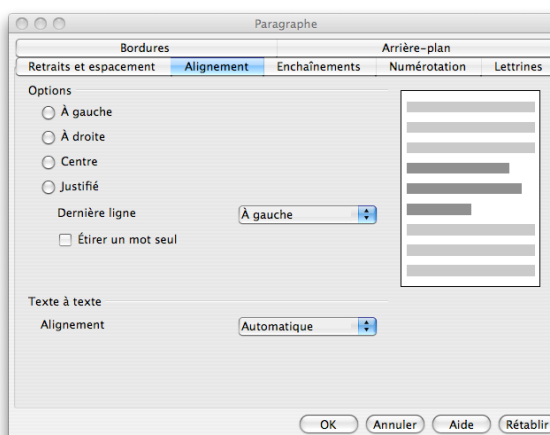 Paragraphe
Bordures Arrière-plan
Retraits et espacement Alignement Enchaînements Numérotation Lettrines
Options
À gauche
À droite
Centre
Justifié
Dernière ligne À gauche
Étirer un mot seul
Texte à texte
Alignement Automatique
OK Annuler Aide Rétablir